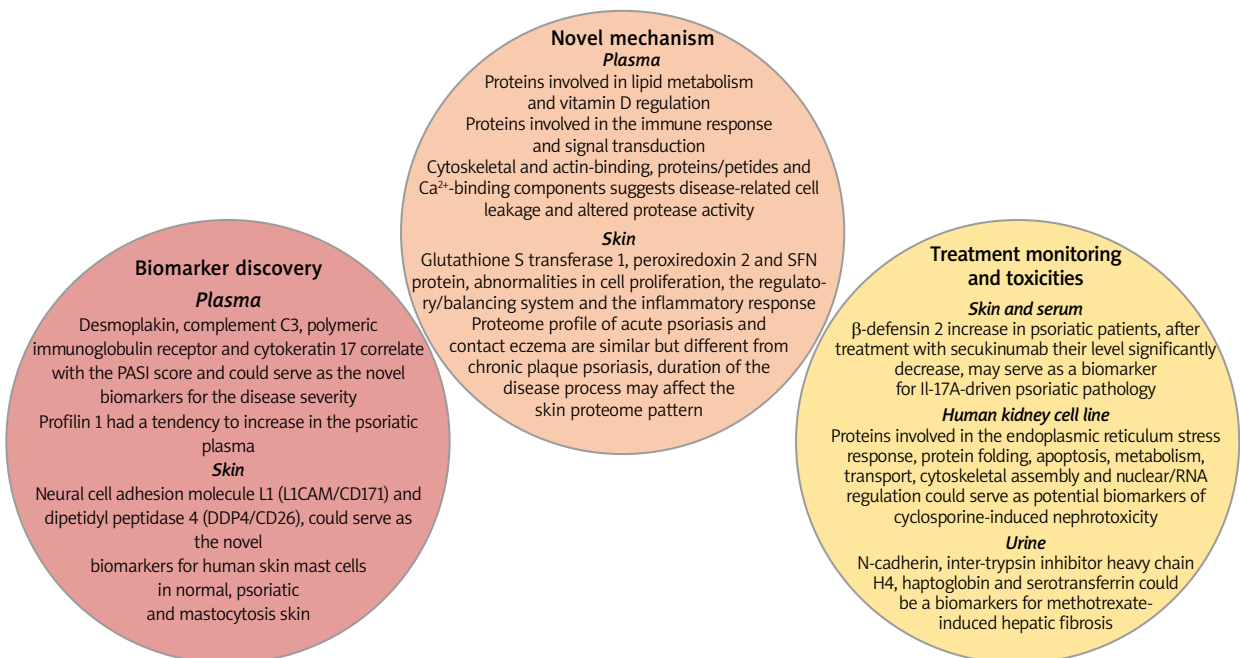 Novel mechanism
Plasma
Proteins involved in lipid metabolism
and vitamin D regulation
Proteins involved in the immune response
and signal transduction
Cytoskeletal and actin-binding, proteins/petides and
Ca²⁺-binding components suggests disease-related cell
leakage and altered protease activity
Skin
Glutathione S transferase 1, peroxiredoxin 2 and SFN
protein, abnormalities in cell proliferation, the regulato-
ry/balancing system and the inflammatory response
Proteome profile of acute psoriasis and
contact eczema are similar but different from
chronic plaque psoriasis, duration of the
disease process may affect the
skin proteome pattern
Biomarker discovery
Plasma
Desmoplakin, complement C3, polymeric
immunoglobulin receptor and cytokeratin 17 correlate
with the PASI score and could serve as the novel
biomarkers for the disease severity
Profilin 1 had a tendency to increase in the psoriatic
plasma
Skin
Neural cell adhesion molecule L1 (L1CAM/CD171) and
dipetidyl peptidase 4 (DDP4/CD26), could serve as
the novel
biomarkers for human skin mast cells
in normal, psoriatic
and mastocytosis skin
Treatment monitoring
and toxicities
Skin and serum
β-defensin 2 increase in psoriatic patients, after
treatment with secukinumab their level significantly
decrease, may serve as a biomarker
for Il-17A-driven psoriatic pathology
Human kidney cell line
Proteins involved in the endoplasmic reticulum stress
response, protein folding, apoptosis, metabolism,
transport, cytoskeletal assembly and nuclear/RNA
regulation could serve as potential biomarkers of
cyclosporine-induced nephrotoxicity
Urine
N-cadherin, inter-trypsin inhibitor heavy chain
H4, haptoglobin and serotransferrin could
be a biomarkers for methotrexate-
induced hepatic fibrosis